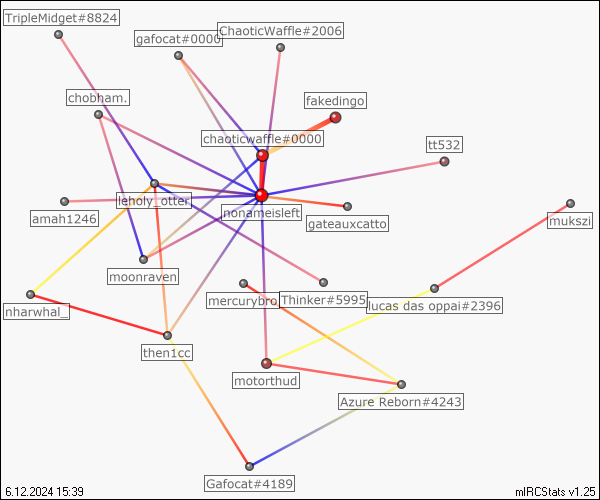 TripleMidget#8824
gafocat#0000
ChaoticWaffle#2006
chobham.
fakedingo
chaoticwaffle#0000
tt532
leholy_otter
amah1246
nonameisleft
gateauxcatto
mukszi
moonraven
mercurybro
Thinker#5995
lucas das oppai#2396
nharwhal_
then1cc
motorthud
Azure Reborn#4243
Gafocat#4189
6.12.2024 15:39
mIRCStats v1.25